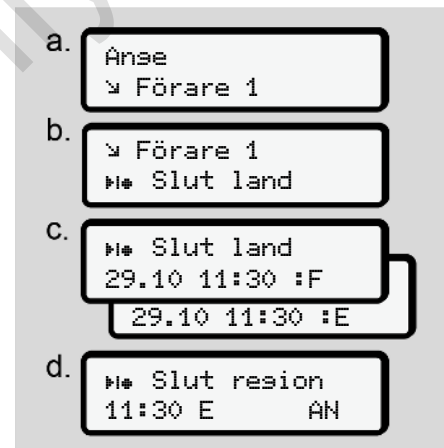 a.
Ange
↘ Förare 1
b.
↘ Förare 1
Slut land
c.
Slut land
29.10 11:30 :F
29.10 11:30 :E
d.
Slut region
11:30 E AN